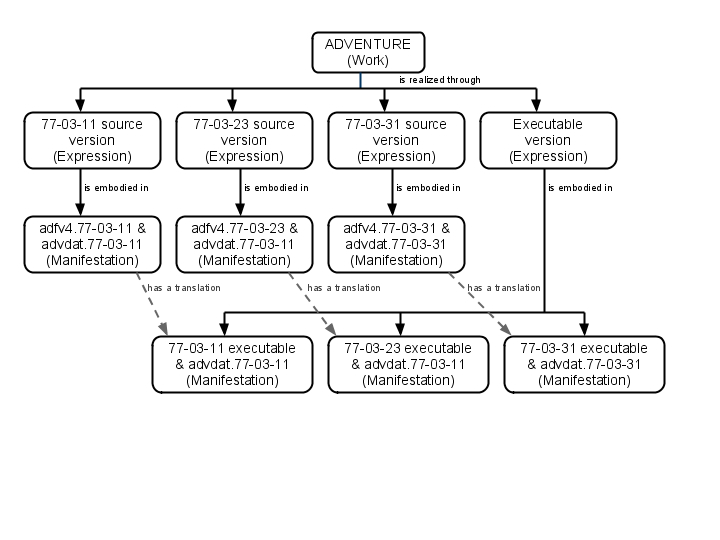 ADVENTURE
(Work)
is realized through
77-03-11 source
version
(Expression)
77-03-23 source
version
(Expression)
77-03-31 source
version
(Expression)
Executable
version
(Expression)
is embodied in
is embodied in
is embodied in
is embodied in
adfv4.77-03-11 &
advdat.77-03-11
(Manifestation)
adfv4.77-03-23 &
advdat.77-03-11
(Manifestation)
adfv4.77-03-31 &
advdat.77-03-31
(Manifestation)
has a translation
has a translation
has a translation
77-03-11 executable
& advdat.77-03-11
(Manifestation)
77-03-23 executable
& advdat.77-03-11
(Manifestation)
77-03-31 executable
& advdat.77-03-31
(Manifestation)